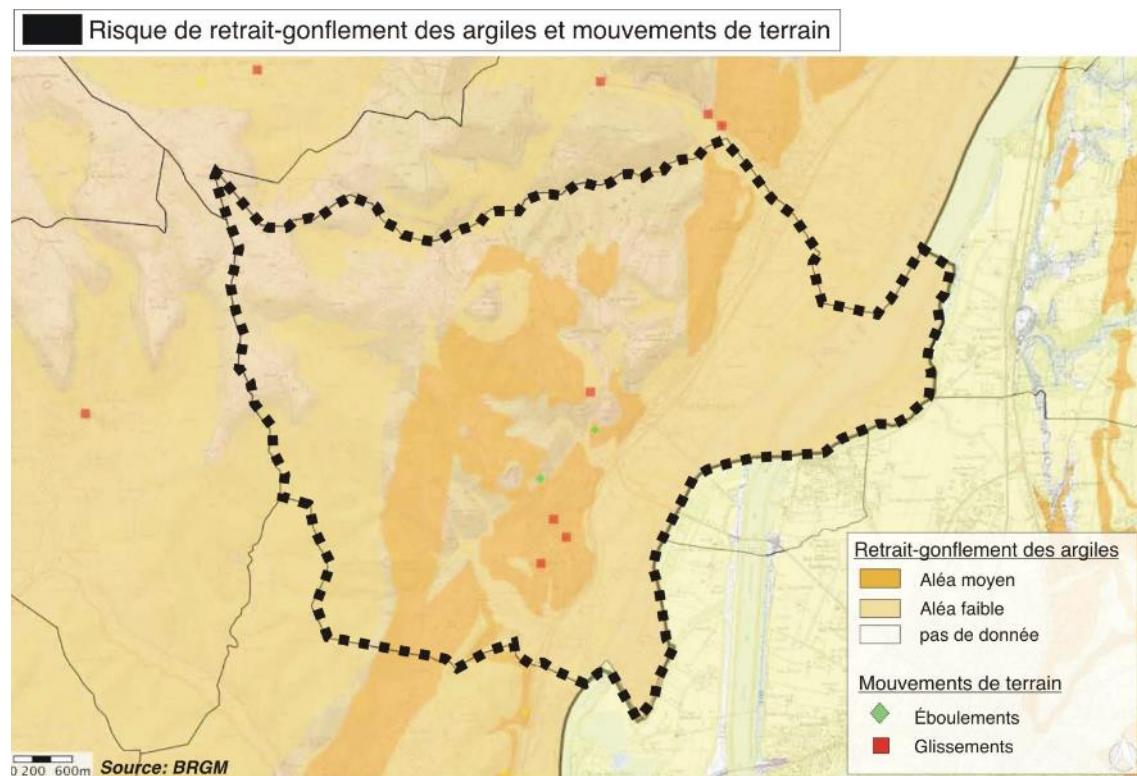 Risque de retrait-gonflement des argiles et mouvements de terrain
Retrait-gonflement des argiles
Aléa moyen
Aléa faible
pas de donnée
Mouvements de terrain
Éboulements
Glissements
0 200 600m
Source: BRGM